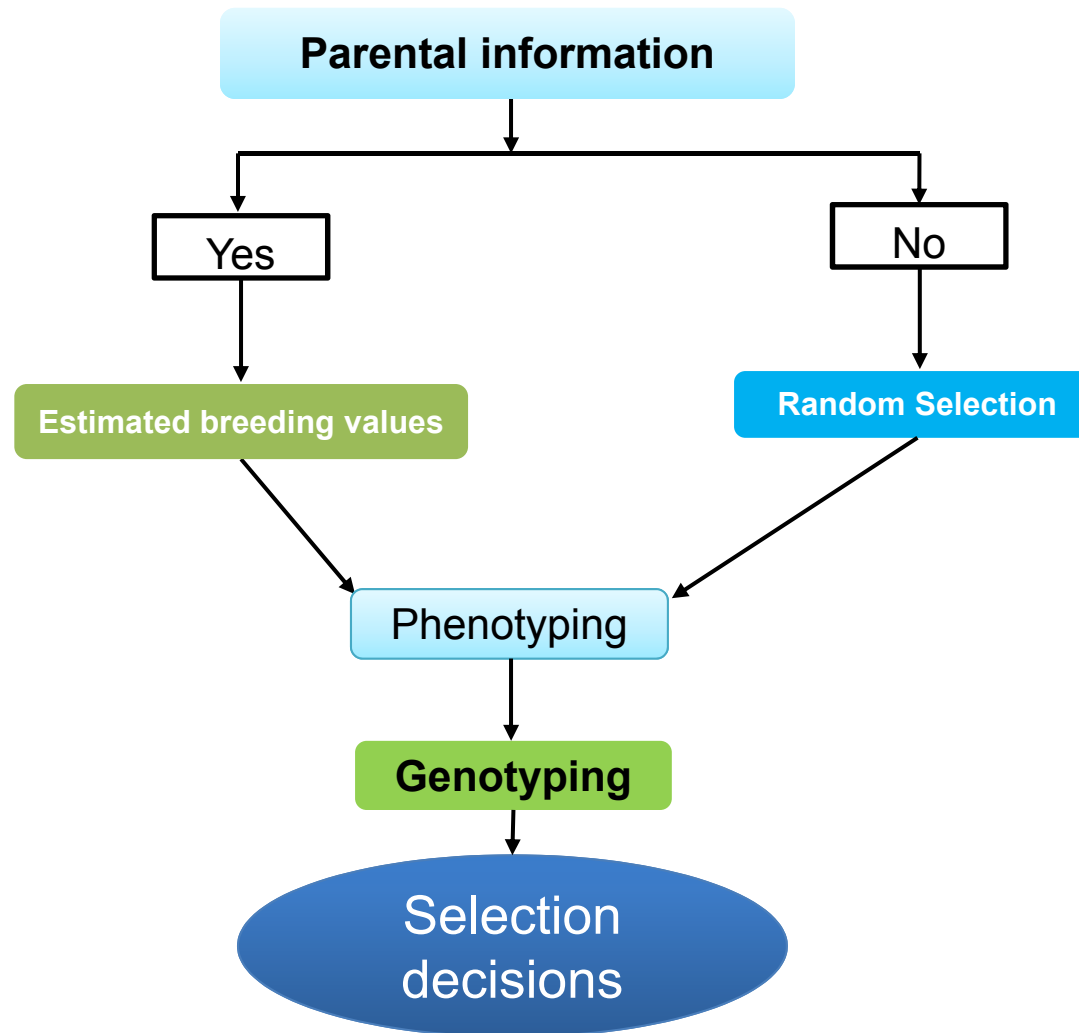 Parental information
Yes
No
Estimated breeding values
Random Selection
Phenotyping
Genotyping
Selection
decisions